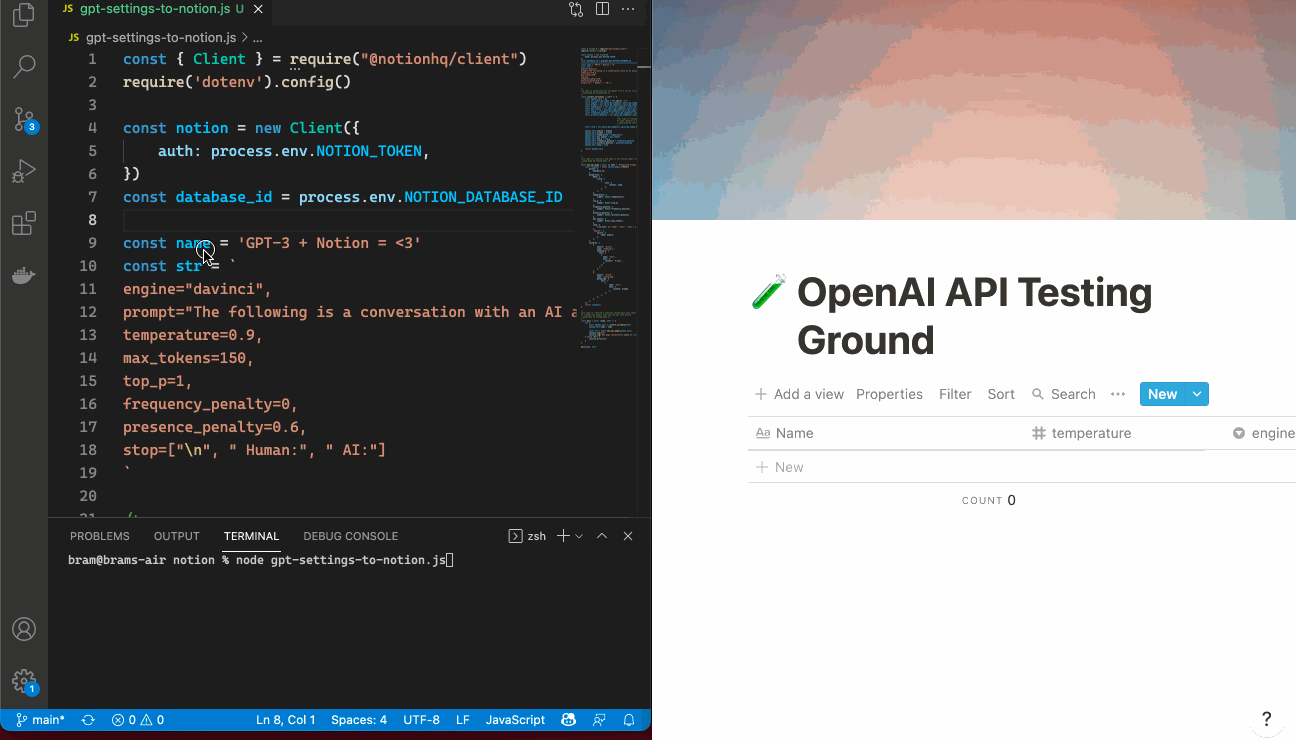 JS gpt-settings-to-notion.js U
JS gpt-settings-to-notion.js > ...
1 const { Client } = require("@notionhq/client")
2 require('dotenv').config()
3
4 const notion = new Client({
5 auth: process.env.NOTION_TOKEN,
6 })
7 const database_id = process.env.NOTION_DATABASE_ID
8
9 const name = 'GPT-3 + Notion = <3'
10 const str = `
11 engine="davinci",
12 prompt="The following is a conversation with an AI a
13 temperature=0.9,
14 max_tokens=150,
15 top_p=1,
16 frequency_penalty=0,
17 presence_penalty=0.6,
18 stop=["\n", " Human:", " AI:"]
19 `
20
21 /*
3
PROBLEMS OUTPUT TERMINAL DEBUG CONSOLE zsh
bram@brams-air notion % node gpt-settings-to-notion.js
1
main* 0 0 Ln 8, Col 1 Spaces: 4 UTF-8 LF JavaScript
OpenAI API Testing
Ground
Add a view Properties Filter Sort Search ... New
Aa Name # temperature engine
+ New
COUNT 0
?